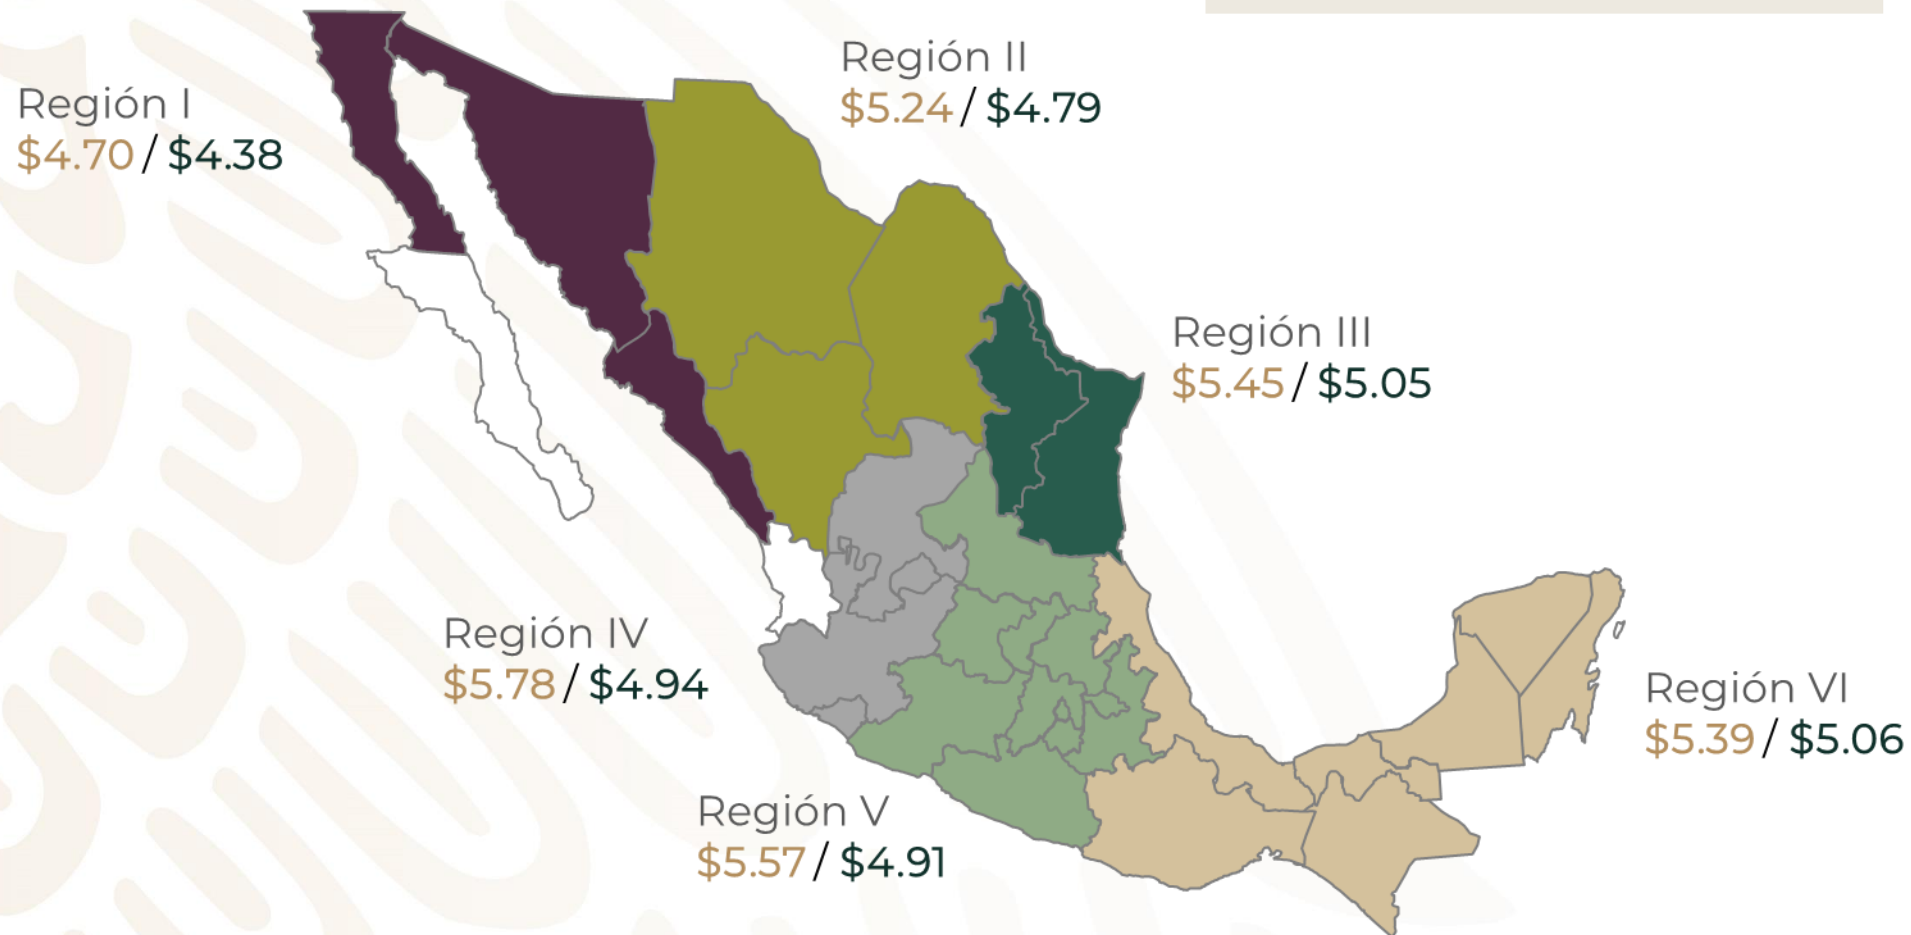 Región I
$4.70 / $4.38
Región II
$5.24 / $4.79
Región III
$5.45 / $5.05
Región IV
$5.78 / $4.94
Región V
$5.57 / $4.91
Región VI
$5.39 / $5.06